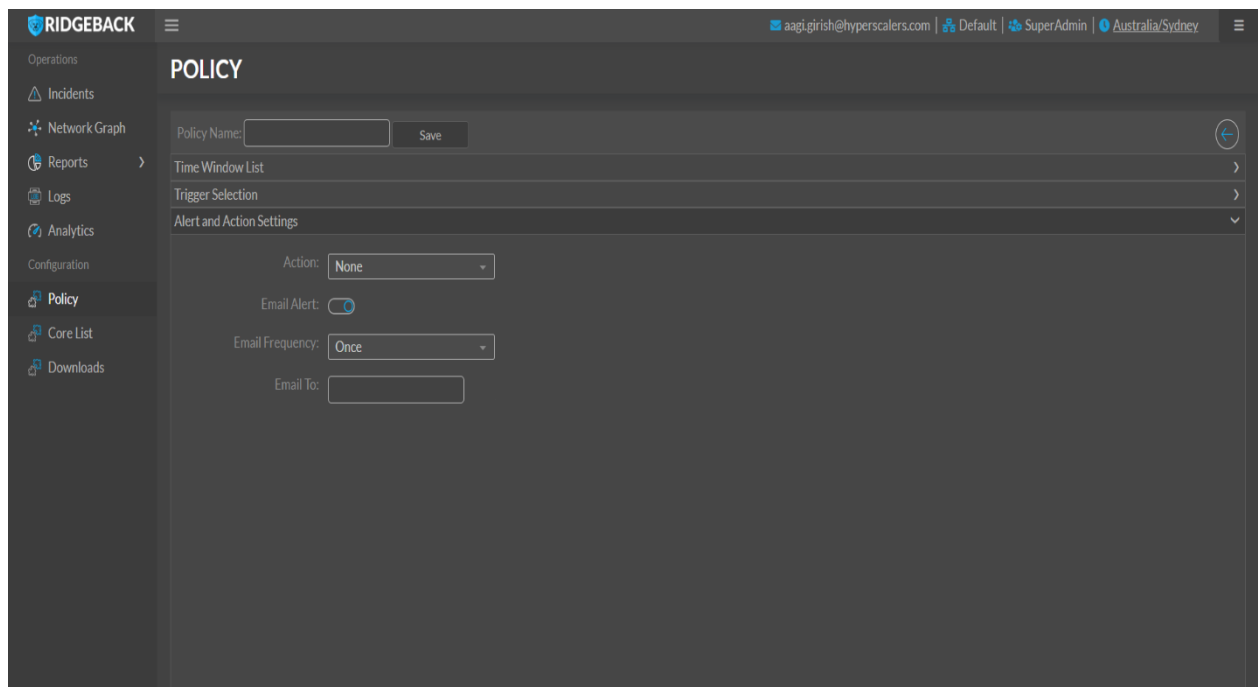 RIDGEBACK
aagi.girish@hyperscalers.com | Default | SuperAdmin | Australia/Sydney
Operations
Incidents
Network Graph
Reports
Logs
Analytics
Configuration
Policy
Core List
Downloads
POLICY
Policy Name: Save
Time Window List
Trigger Selection
Alert and Action Settings
Action: None
Email Alert:
Email Frequency: Once
Email To: